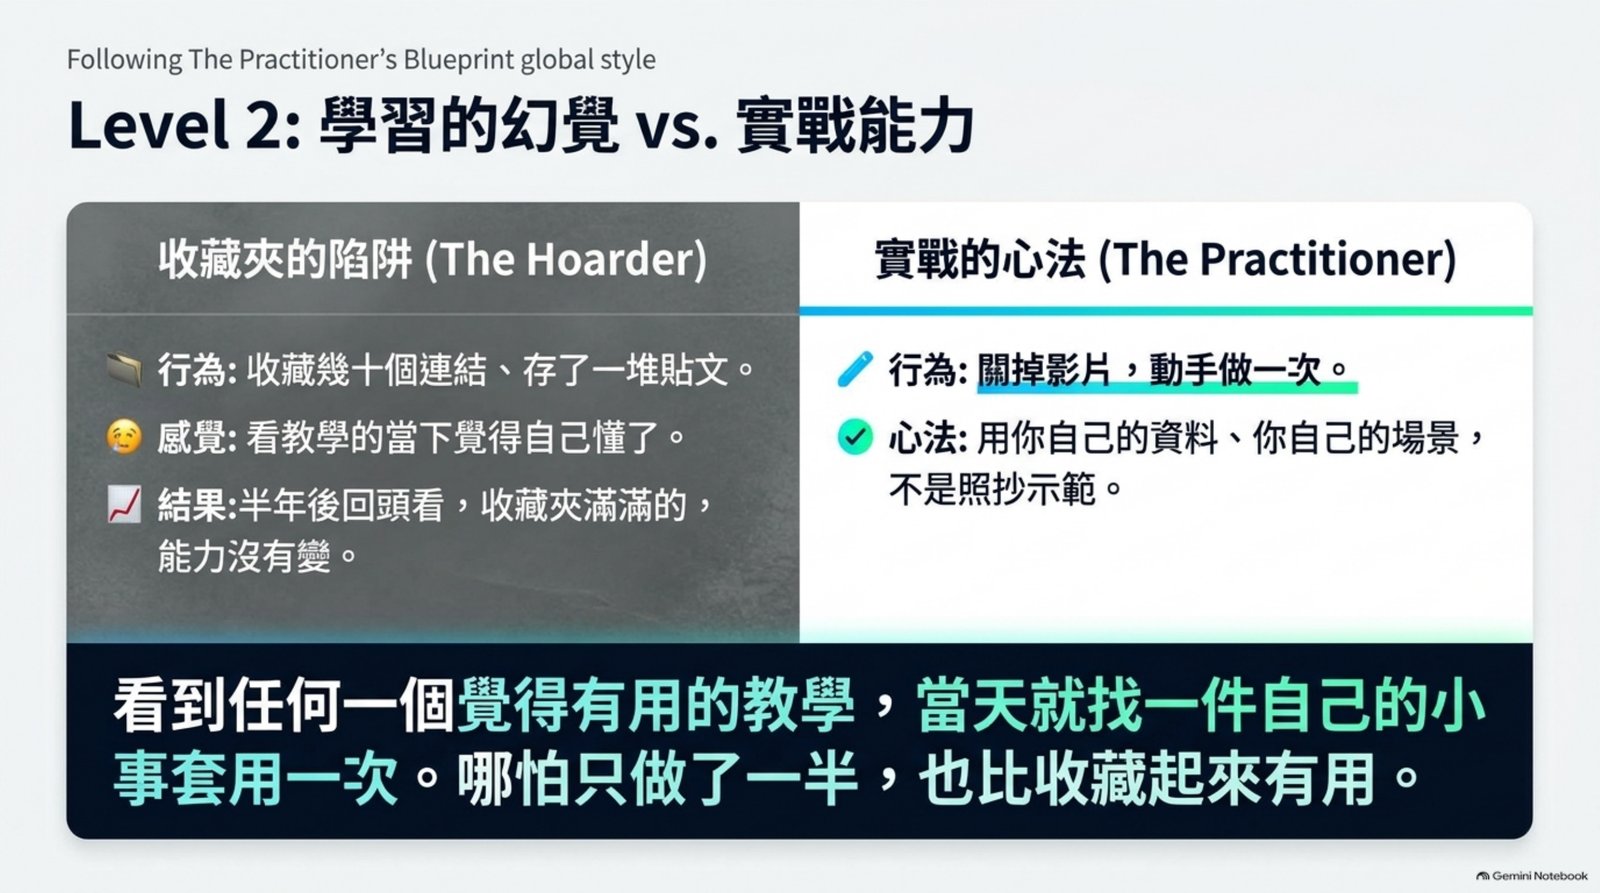 Following The Practitioner's Blueprint global style
Level 2: 學習的幻覺 vs. 實戰能力
收藏夾的陷阱 (The Hoarder)
行為: 收藏幾十個連結、存了一堆貼文。
感覺: 看教學的當下覺得自己懂了。
結果:半年後回頭看，收藏夾滿滿的，
能力沒有變。
實戰的心法 (The Practitioner)
行為: 關掉影片，動手做一次。
心法: 用你自己的資料、你自己的場景，
不是照抄示範。
看到任何一個覺得有用的教學，當天就找一件自己的小
事套用一次。哪怕只做了一半，也比收藏起來有用。
Gemini Notebook